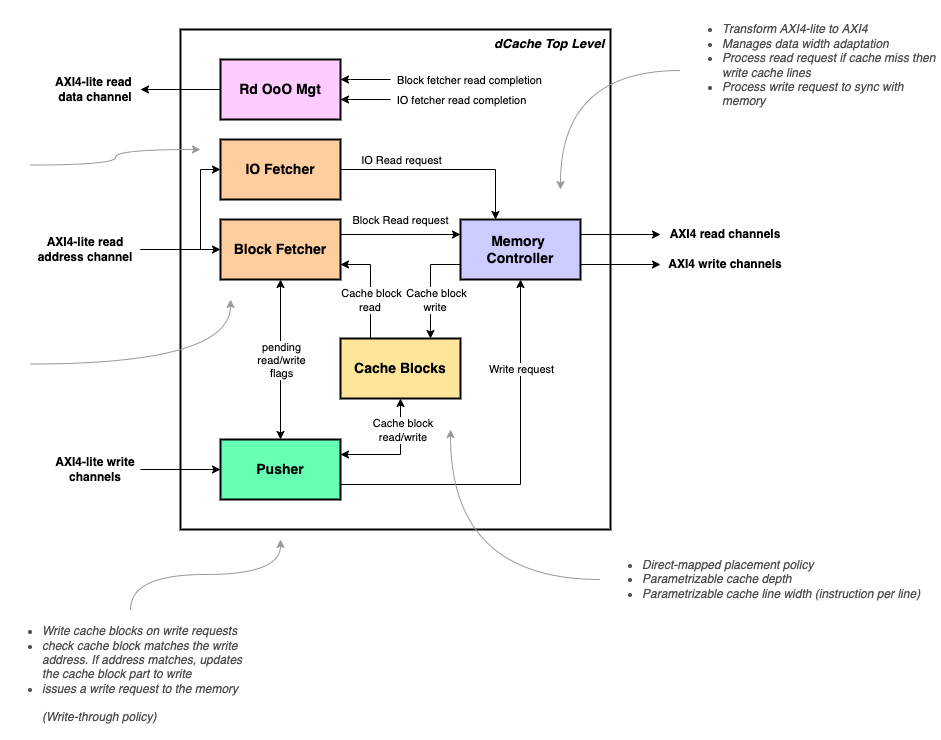 dCache Top Level
Transform AXI4-lite to AXI4
Manages data width adaptation
Process read request if cache miss then
write cache lines
Process write request to sync with
memory
AXI4-lite read
data channel
Rd OoO Mgt
Block fetcher read completion
IO fetcher read completion
IO Fetcher
IO Read request
AXI4-lite read
address channel
Block Fetcher
Block Read request
Memory
Controller
AXI4 read channels
AXI4 write channels
Cache block
read
Cache block
write
pending
read/write
flags
Cache Blocks
Write request
Cache block
read/write
AXI4-lite write
channels
Pusher
Direct-mapped placement policy
Parametrizable cache depth
Parametrizable cache line width (instruction per line)
Write cache blocks on write requests
check cache block matches the write
address. If address matches, updates
the cache block part to write
issues a write request to the memory
(Write-through policy)